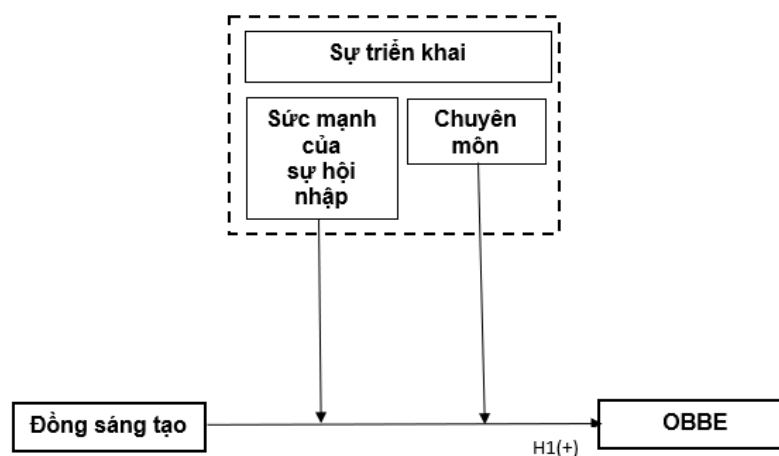 Sự triển khai
Sức mạnh
của
sự hội
nhập
Chuyên
môn
Đồng sáng tạo
OBBE
H1(+)